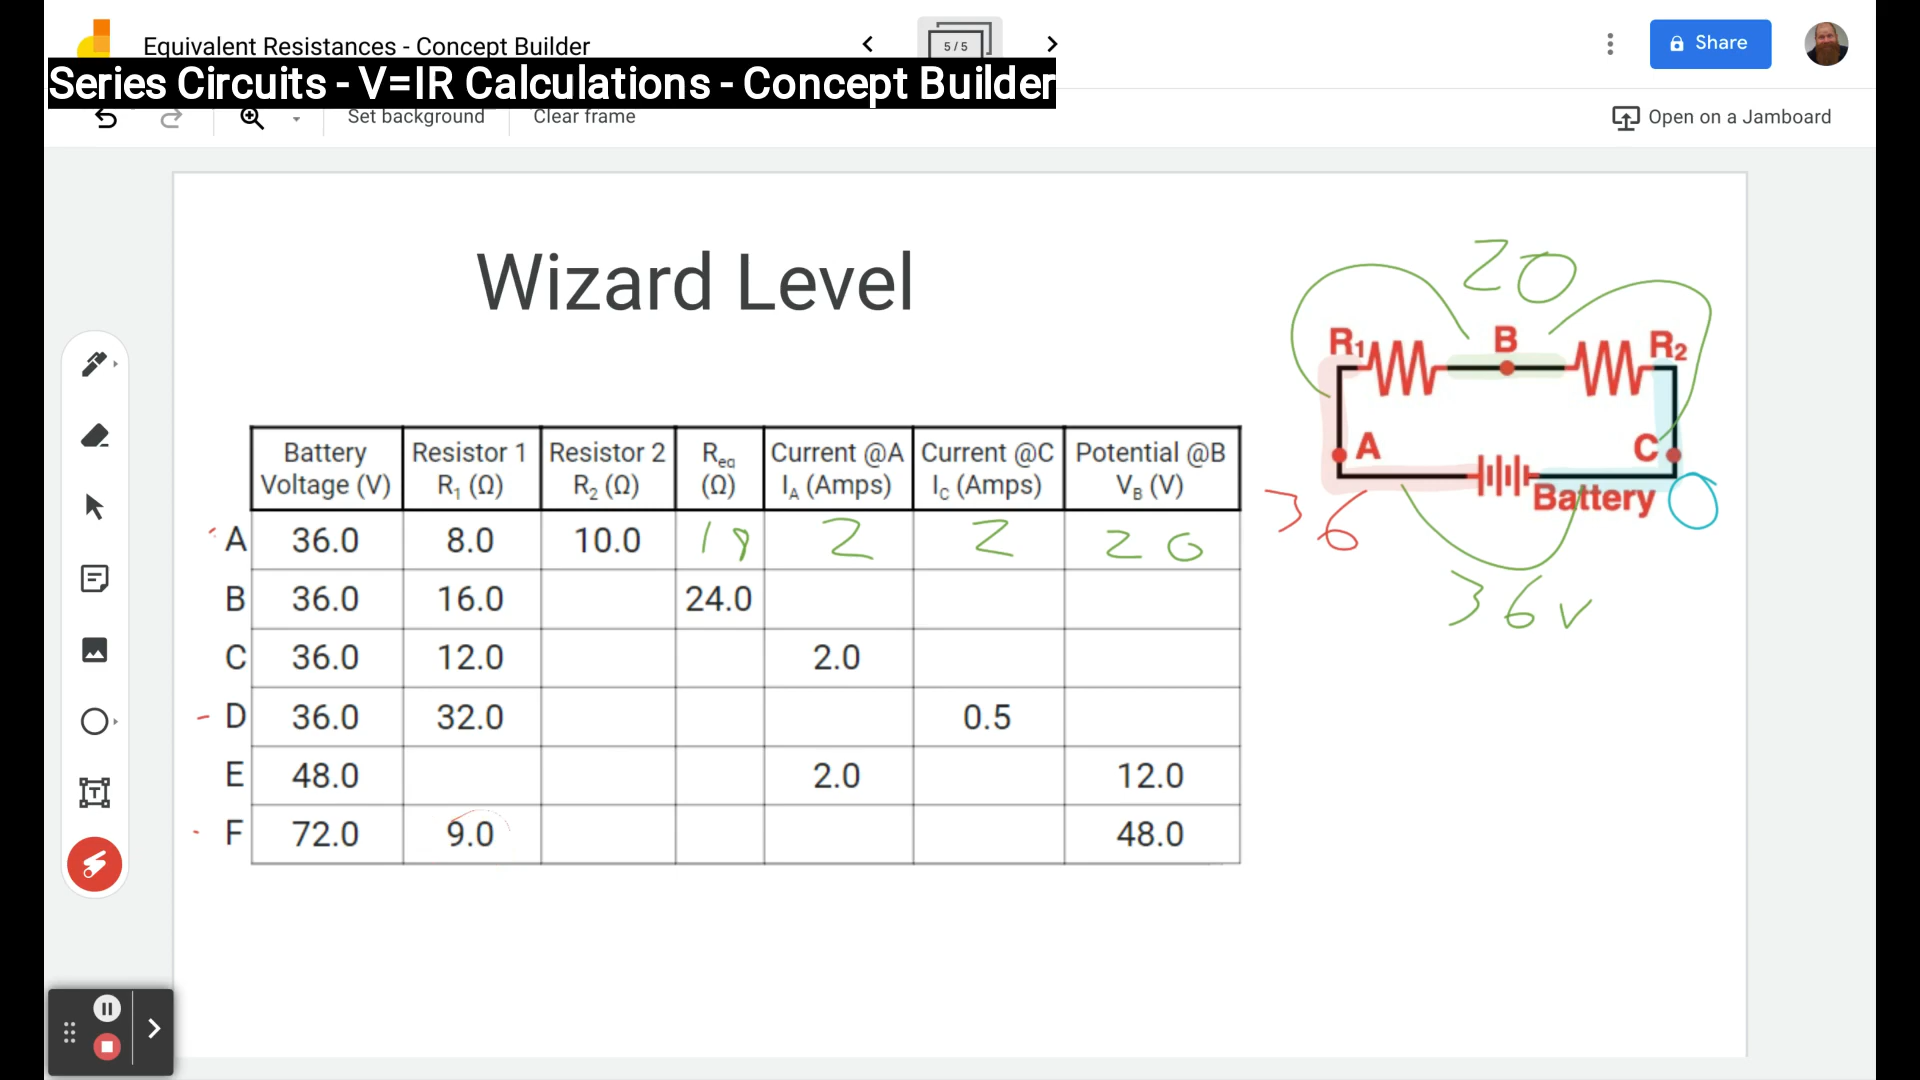 Equivalent Resistances - Concept Builder
5 / 5
Share
Series Circuits - V=IR Calculations - Concept Builder
Set background
Clear frame
Open on a Jamboard
Wizard Level
20
R1 B R2
A C
Battery 0
36
36 v
Battery Voltage (V) Resistor 1 R₁ (Ω) Resistor 2 R₂ (Ω) Req (Ω) Current @A IA (Amps) Current @C IC (Amps) Potential @B VB (V)
A 36.0 8.0 10.0 18 2 2 20
B 36.0 16.0 24.0
C 36.0 12.0 2.0
D 36.0 32.0 0.5
E 48.0 2.0 12.0
F 72.0 9.0 48.0